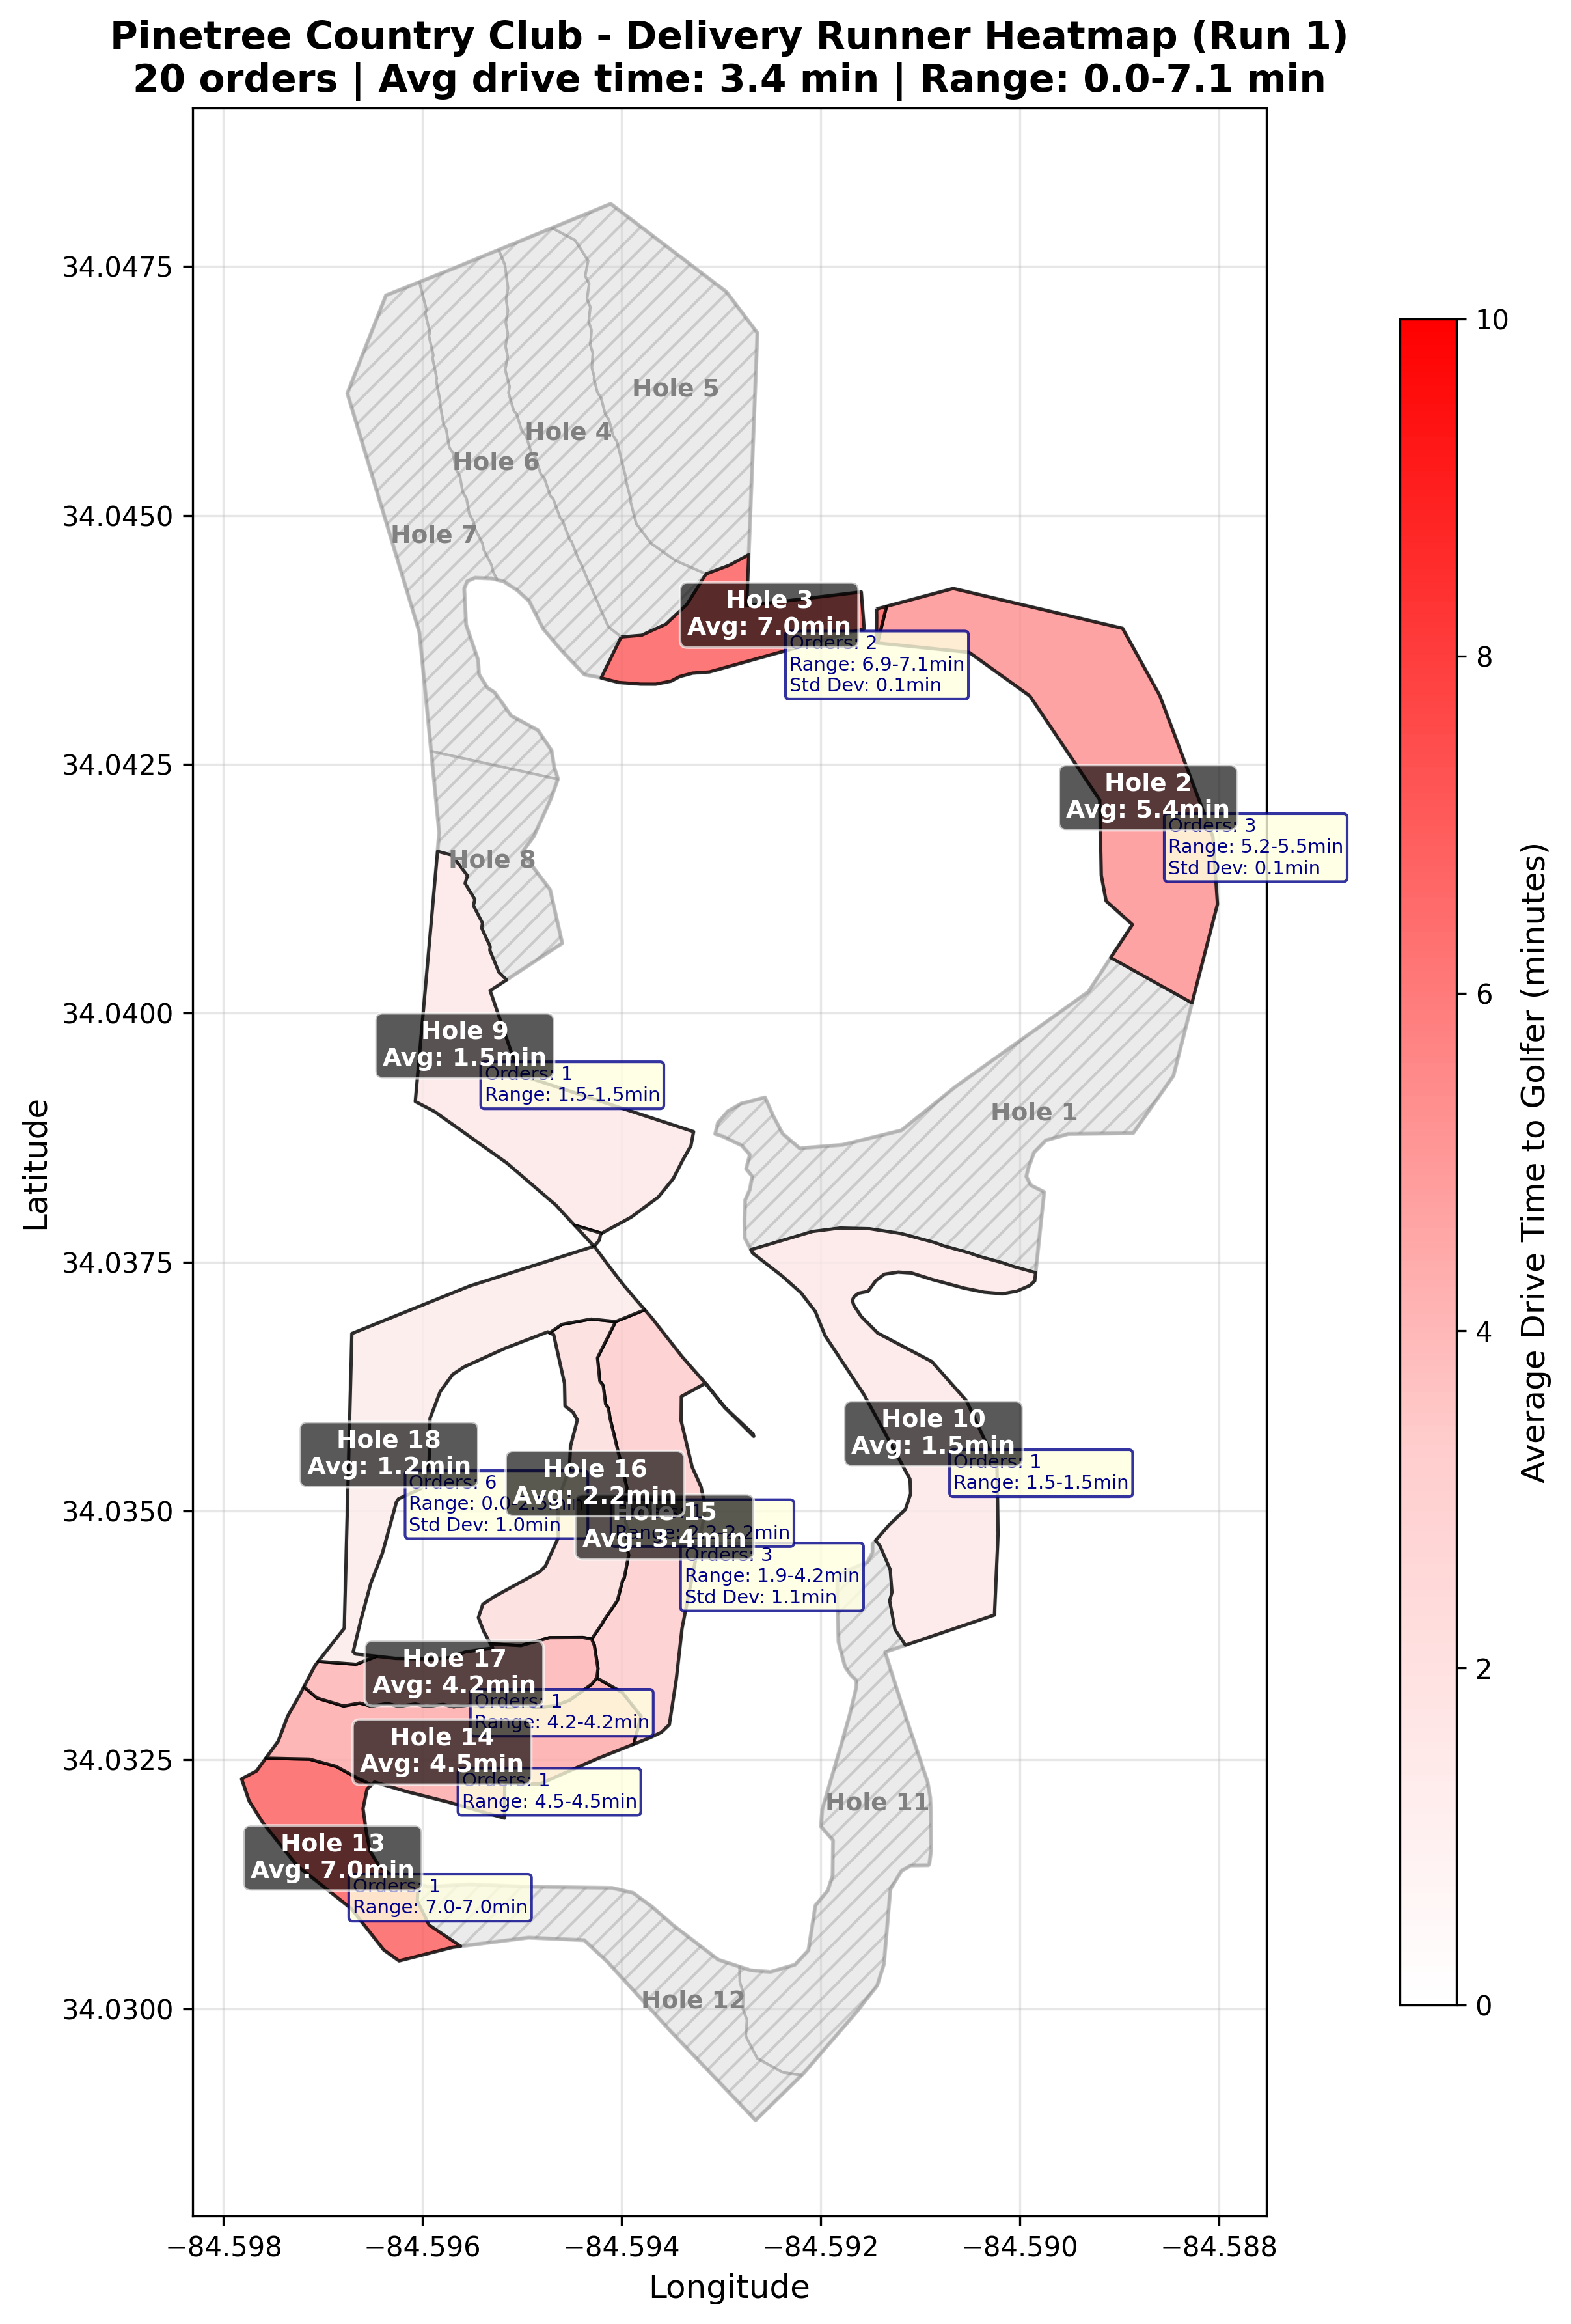 Pinetree Country Club - Delivery Runner Heatmap (Run 1)
20 orders | Avg drive time: 3.4 min | Range: 0.0-7.1 min
34.0475
34.0450
34.0425
34.0400
34.0375
34.0350
34.0325
34.0300
Latitude
Hole 5
Hole 4
Hole 6
Hole 7
Hole 3
Avg: 7.0min
Orders: 2
Range: 6.9-7.1min
Std Dev: 0.1min
Hole 2
Avg: 5.4min
Orders: 3
Range: 5.2-5.5min
Std Dev: 0.1min
Hole 8
Hole 9
Avg: 1.5min
Orders: 1
Range: 1.5-1.5min
Hole 1
Hole 10
Avg: 1.5min
Orders: 1
Range: 1.5-1.5min
Hole 18
Avg: 1.2min
Orders: 6
Range:
Std Dev: 1.0min
Hole 16
Avg: 2.2min
Hole 15
Avg: 3.4min
Orders: 3
Range: 1.9-4.2min
Std Dev: 1.1min
Hole 17
Avg: 4.2min
Orders: 1
Range: 4.2-4.2min
Hole 14
Avg: 4.5min
Orders: 1
Range: 4.5-4.5min
Hole 11
Hole 13
Avg: 7.0min
Orders: 1
Range: 7.0-7.0min
Hole 12
−84.598
−84.596
−84.594
−84.592
−84.590
−84.588
Longitude
10
8
6
4
2
0
Average Drive Time to Golfer (minutes)